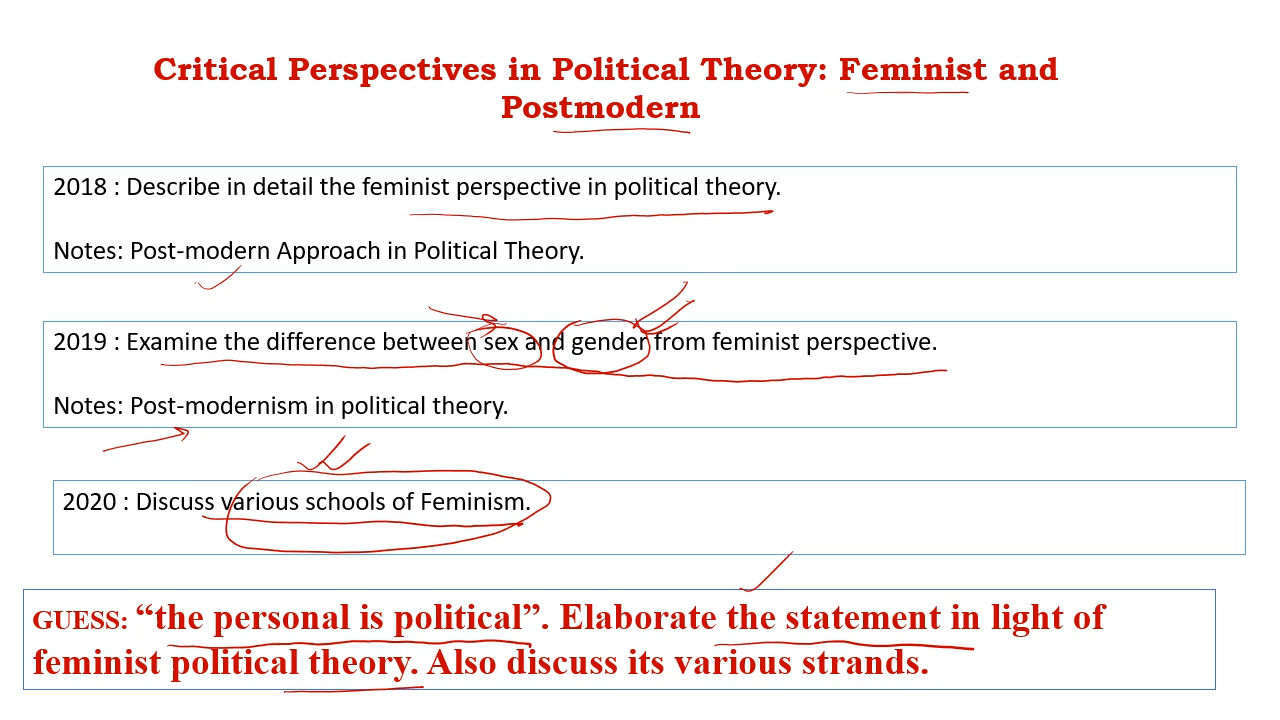 Critical Perspectives in Political Theory: Feminist and
Postmodern
2018 : Describe in detail the feminist perspective in political theory.
Notes: Post-modern Approach in Political Theory.
2019 : Examine the difference between sex and gender from feminist perspective.
Notes: Post-modernism in political theory.
2020 : Discuss various schools of Feminism.
GUESS: “the personal is political”. Elaborate the statement in light of
feminist political theory. Also discuss its various strands.